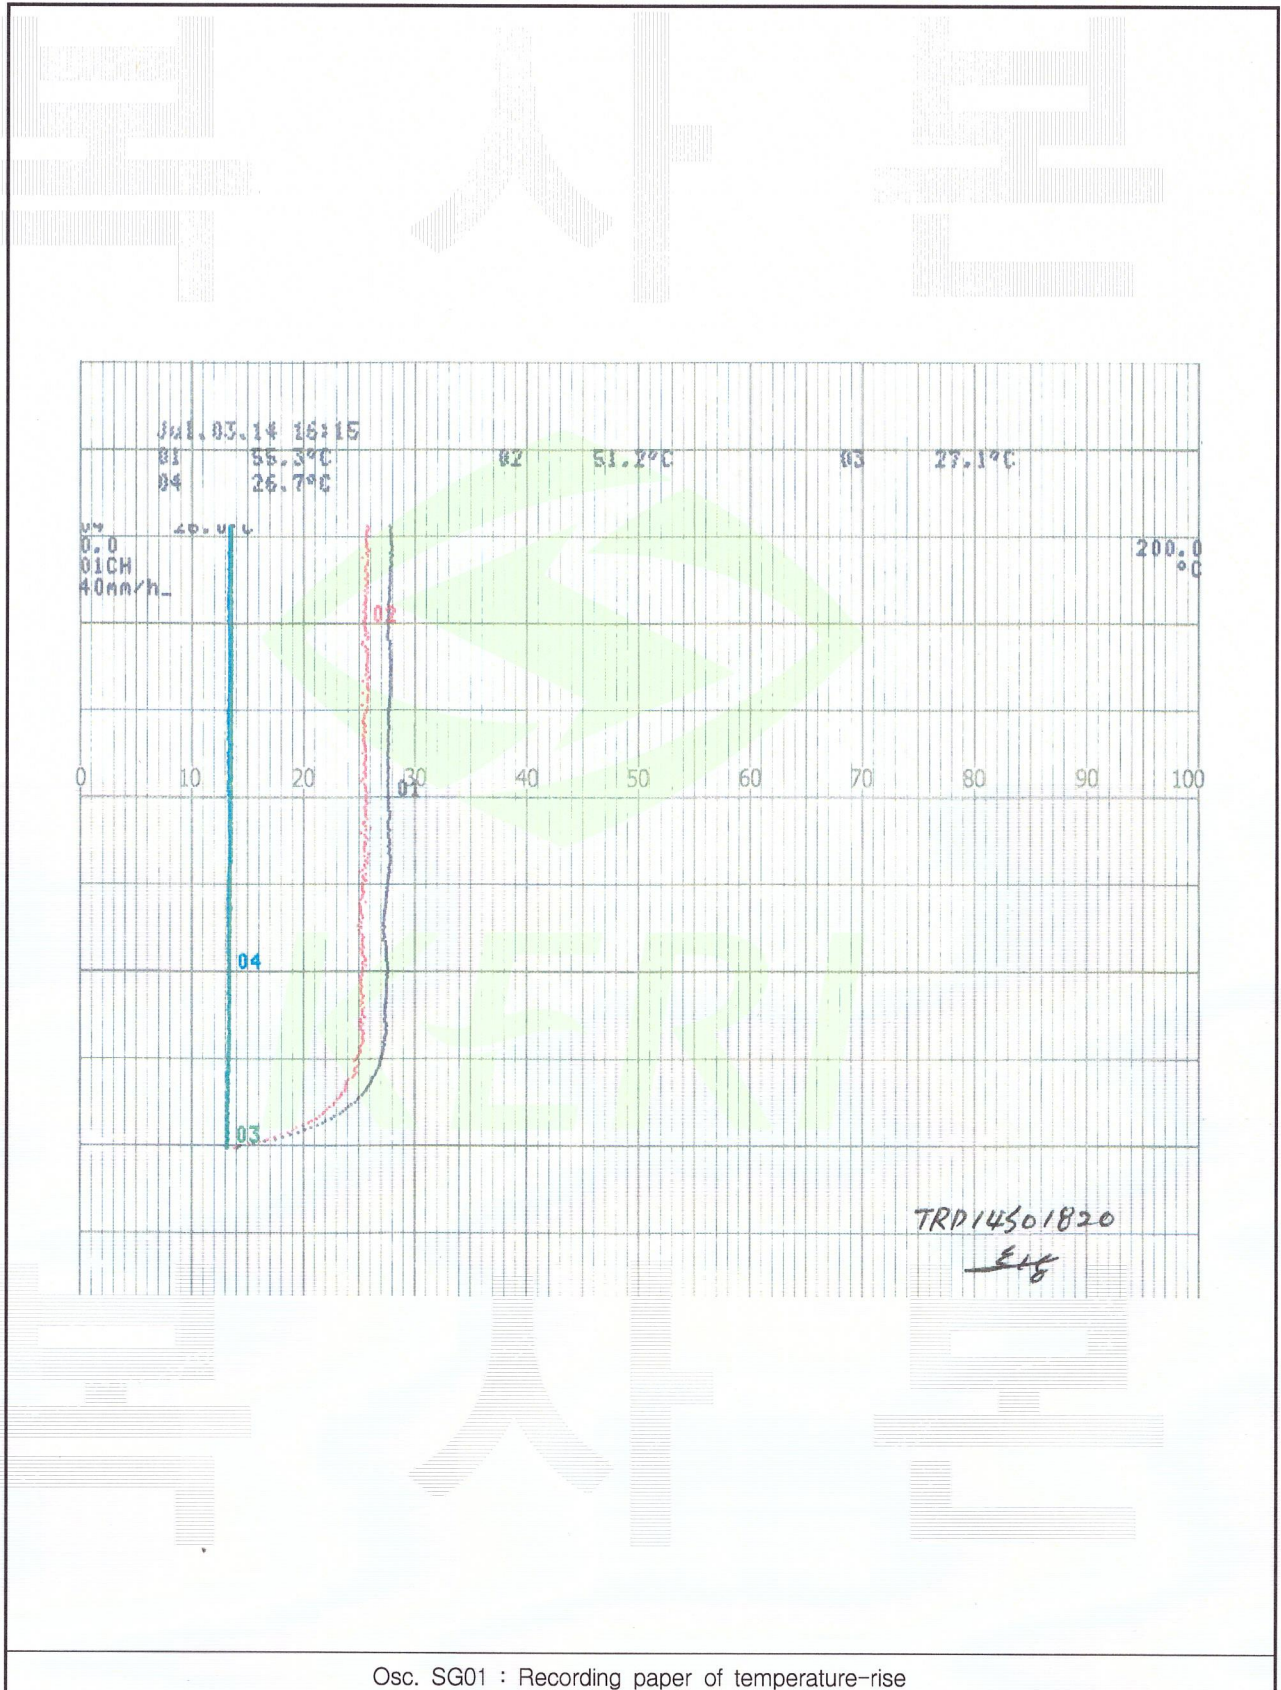 복사본
Jul.03.14 16:15
01 55.3°C 02 51.2°C 03 27.1°C
04 26.7°C
0.0 200.0
01CH °C
40mm/h_
02
0 10 20 30 40 50 60 70 80 90 100
01
04
KERI
03
TRD14S01820
복사본
Osc. SG01 : Recording paper of temperature-rise